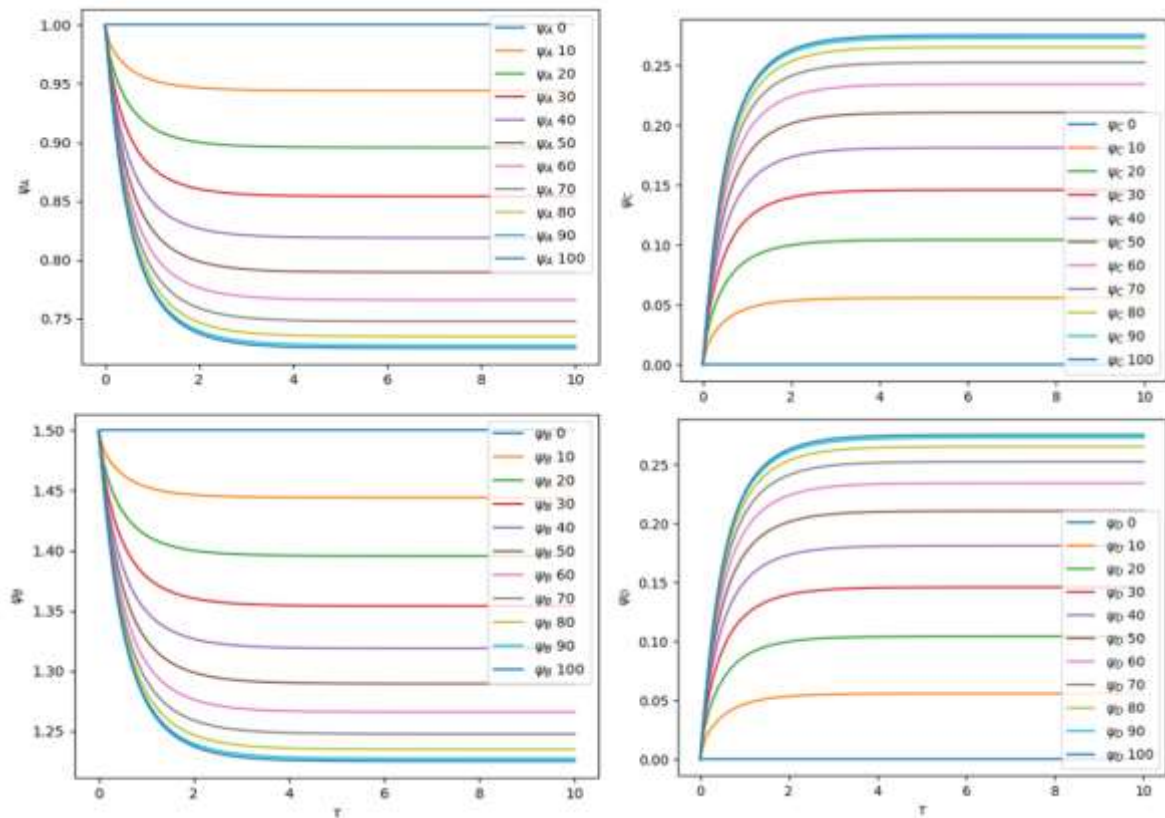 1.00
0.95
0.90
0.85
0.80
0.75
ψA
0 2 4 6 8 10
ψA 0
ψA 10
ψA 20
ψA 30
ψA 40
ψA 50
ψA 60
ψA 70
ψA 80
ψA 90
ψA 100
0.25
0.20
0.15
0.10
0.05
0.00
ψC
0 2 4 6 8 10
ψC 0
ψC 10
ψC 20
ψC 30
ψC 40
ψC 50
ψC 60
ψC 70
ψC 80
ψC 90
ψC 100
1.50
1.45
1.40
1.35
1.30
1.25
ψB
0 2 4 6 8 10
τ
ψB 0
ψB 10
ψB 20
ψB 30
ψB 40
ψB 50
ψB 60
ψB 70
ψB 80
ψB 90
ψB 100
0.25
0.20
0.15
0.10
0.05
0.00
ψD
0 2 4 6 8 10
τ
ψD 0
ψD 10
ψD 20
ψD 30
ψD 40
ψD 50
ψD 60
ψD 70
ψD 80
ψD 90
ψD 100